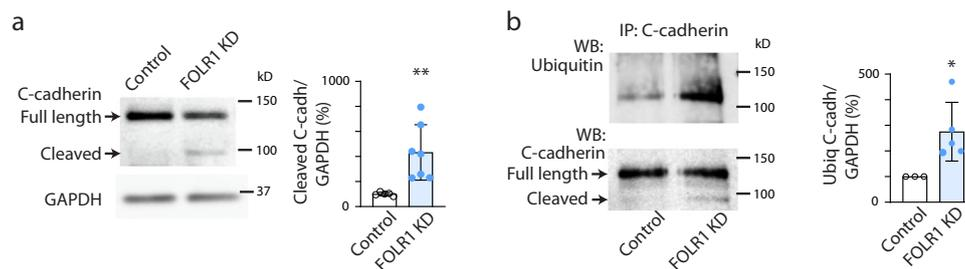 a
Control
FOLR1 KD
kD
C-cadherin
Full length
150
Cleaved
100
GAPDH
37
Cleaved C-cadh/
GAPDH (%)
1000
0
**
Control
FOLR1 KD
b
IP: C-cadherin
WB:
Ubiquitin
kD
150
100
WB:
C-cadherin
Full length
150
Cleaved
100
Control
FOLR1 KD
Ubiq C-cadh/
GAPDH (%)
500
0
*
Control
FOLR1 KD